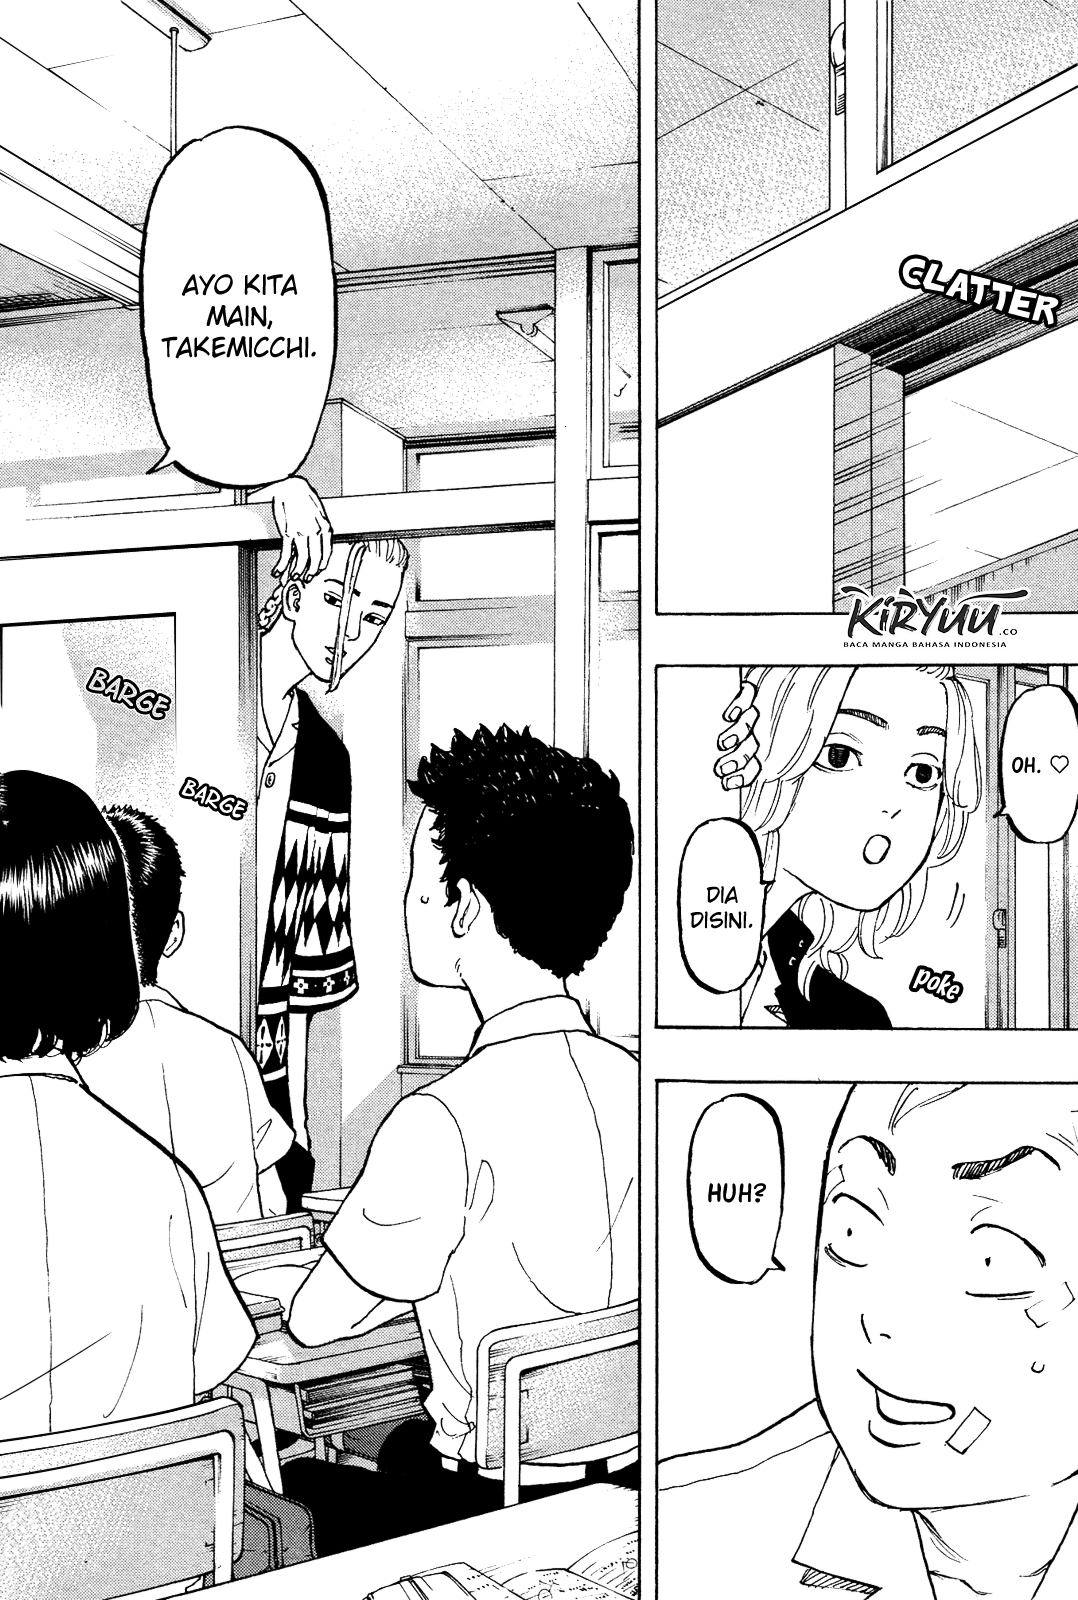 CLATTER
KIRYUU.CO
BACA MANGA BAHASA INDONESIA
OH. ♡
DIA
DISINI.
POKE
HUH?
AYO KITA
MAIN,
TAKEMICCHI.
BARGE
BARGE